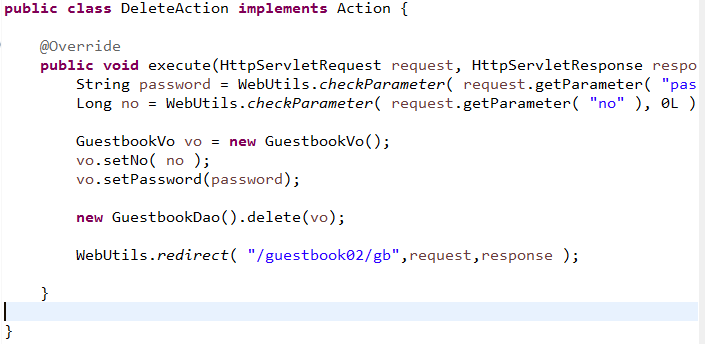 public class DeleteAction implements Action {
@Override
public void execute(HttpServletRequest request, HttpServletResponse respo
String password = WebUtils.checkParameter( request.getParameter( "pas
Long no = WebUtils.checkParameter( request.getParameter( "no" ), 0L )
GuestbookVo vo = new GuestbookVo();
vo.setNo( no );
vo.setPassword(password);
new GuestbookDao().delete(vo);
WebUtils.redirect( "/guestbook02/gb",request,response );
}
}